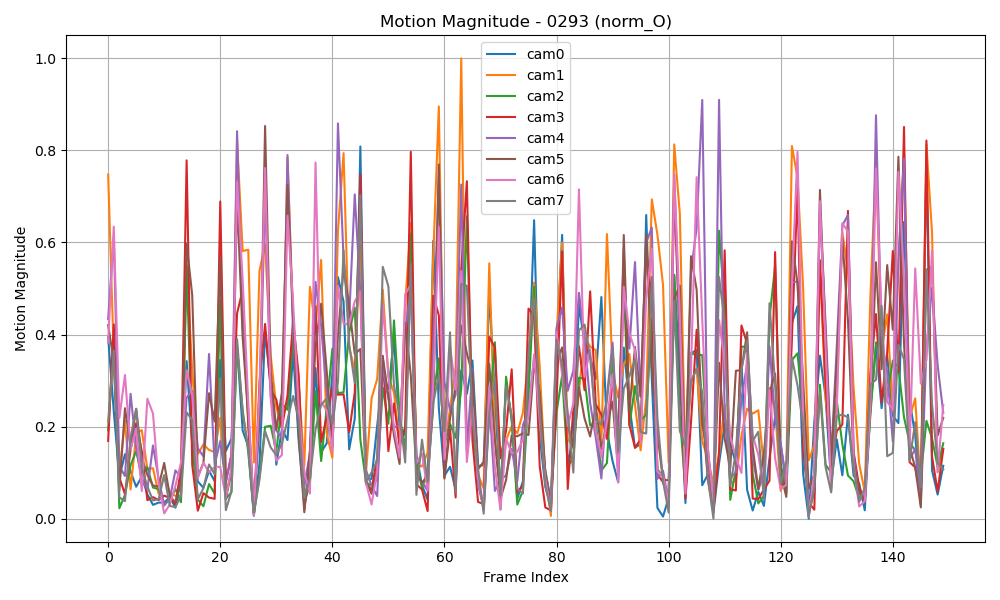 Motion Magnitude - 0293 (norm_O)
cam0
cam1
cam2
cam3
cam4
cam5
cam6
cam7
Motion Magnitude
1.0
0.8
0.6
0.4
0.2
0.0
0 20 40 60 80 100 120 140
Frame Index